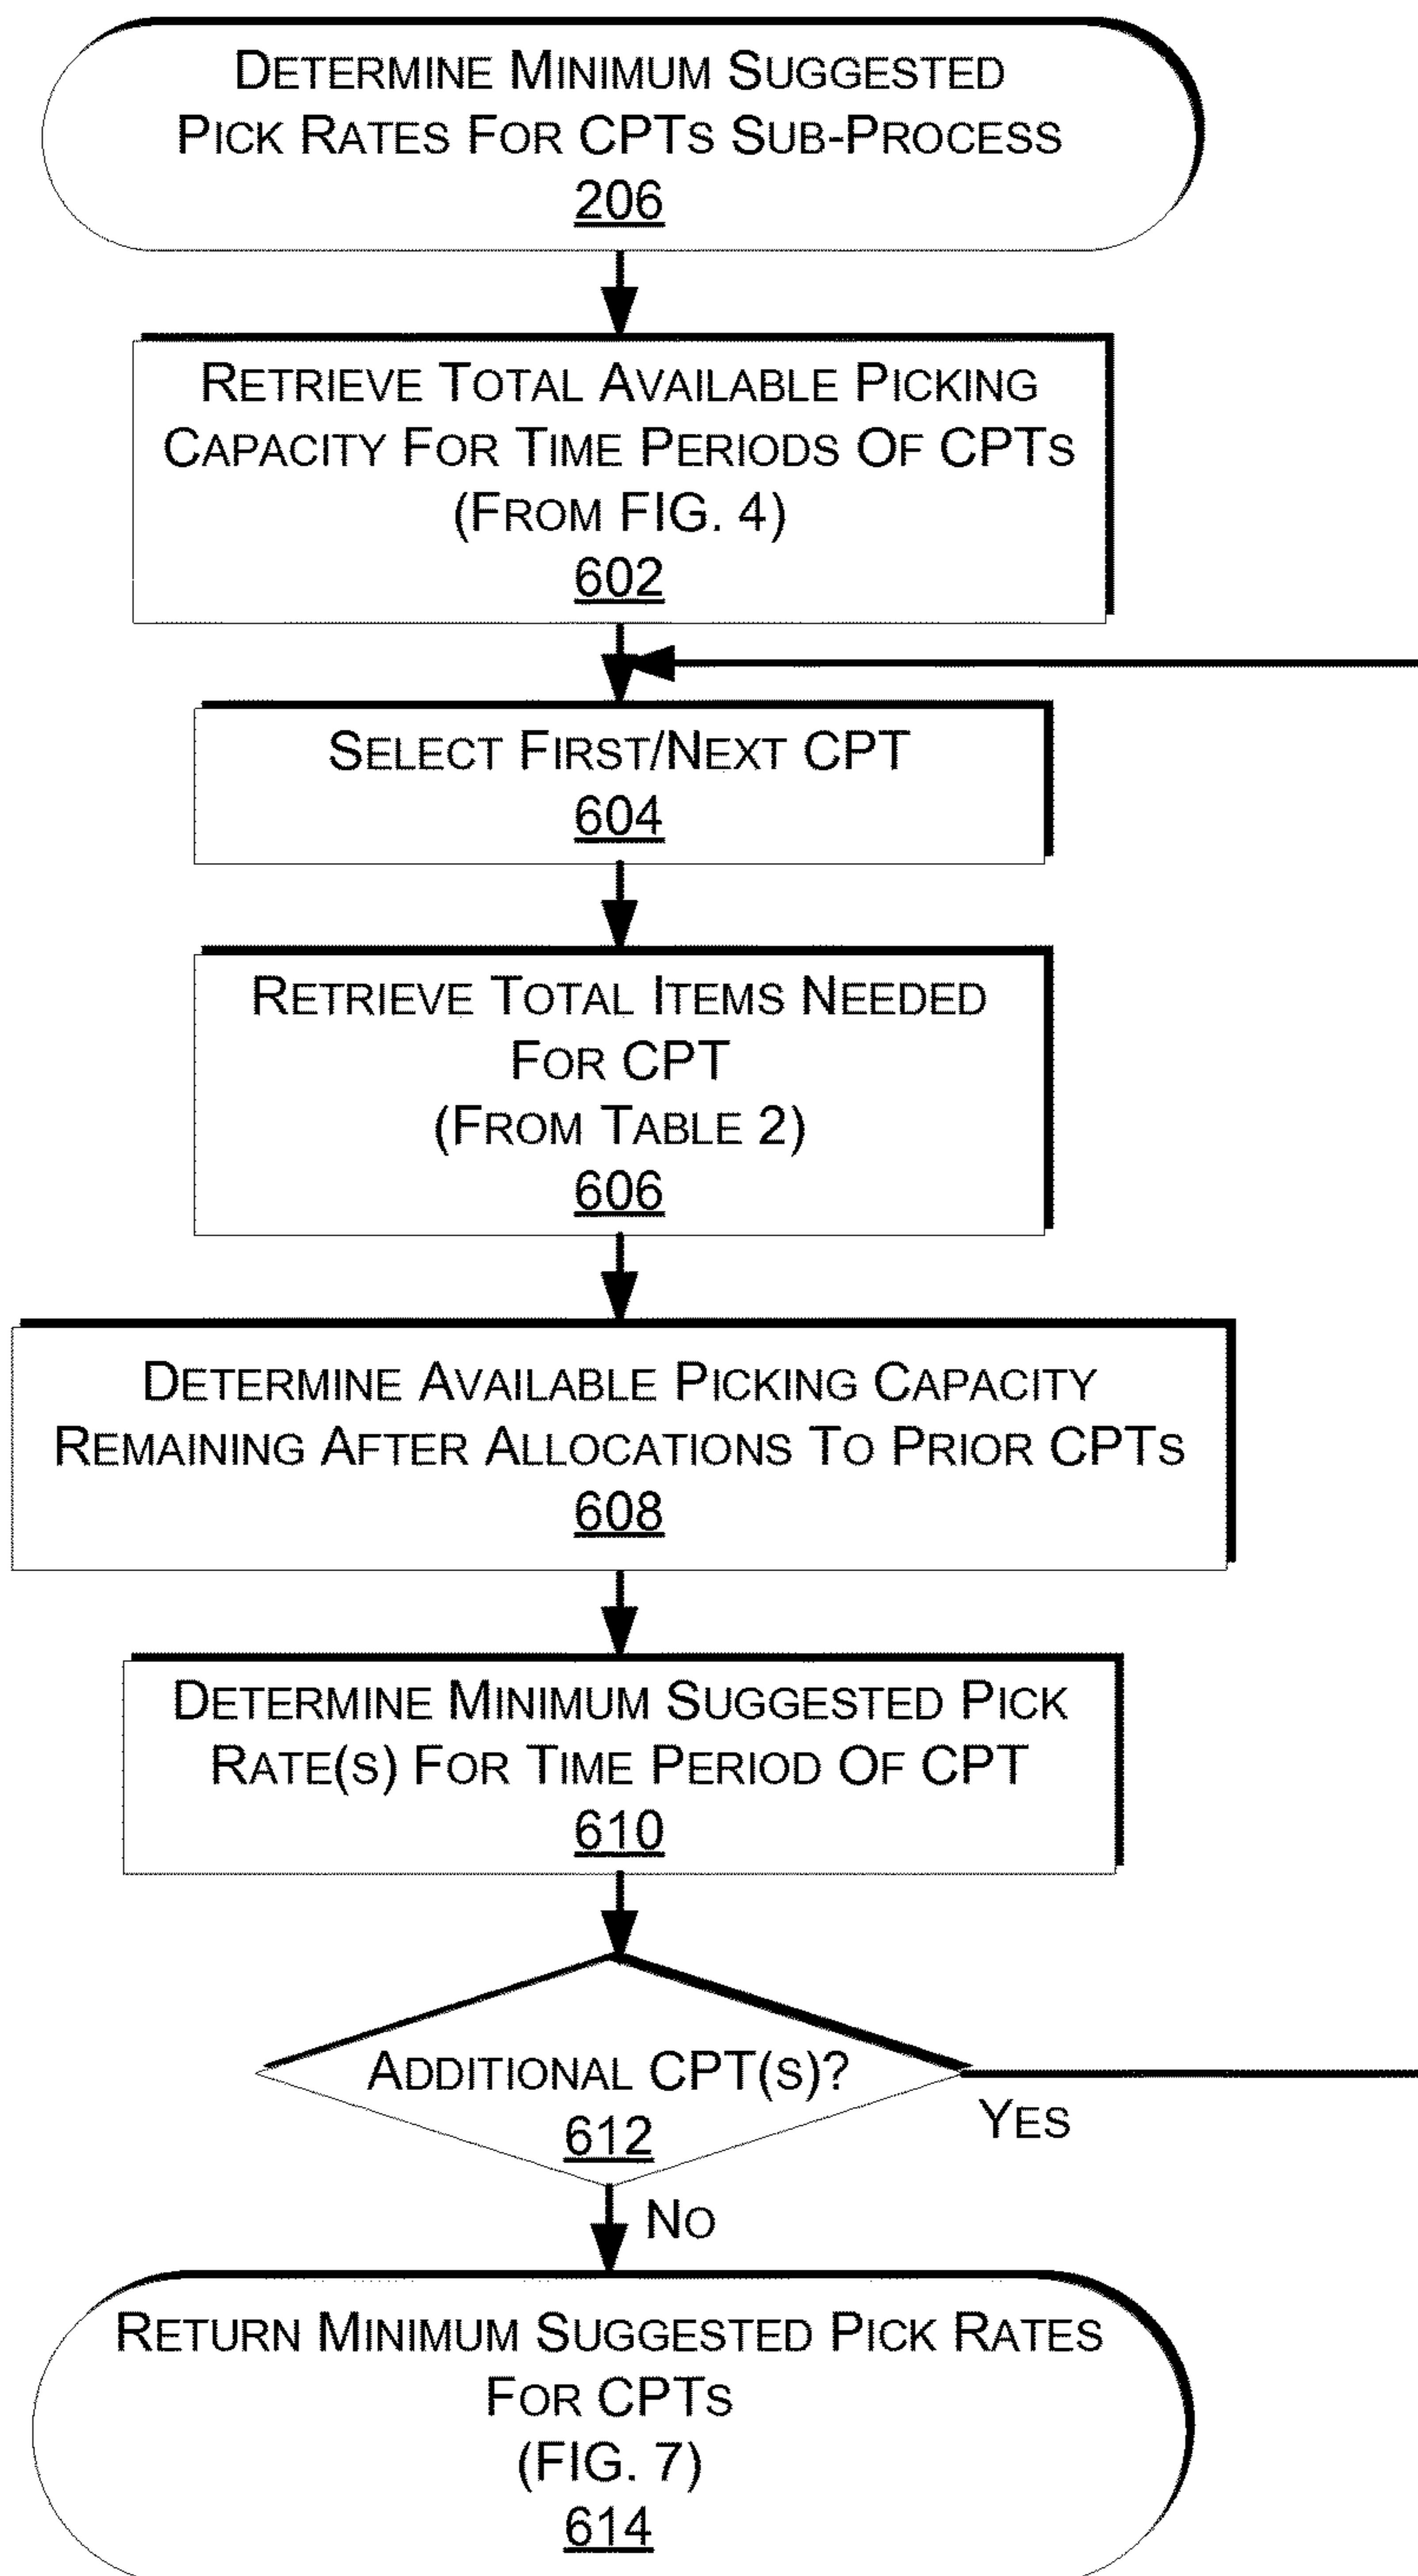 DETERMINE MINIMUM SUGGESTED
PICK RATES FOR CPTS SUB-PROCESS
206
RETRIEVE TOTAL AVAILABLE PICKING
CAPACITY FOR TIME PERIODS OF CPTS
(FROM FIG. 4)
602
SELECT FIRST/NEXT CPT
604
RETRIEVE TOTAL ITEMS NEEDED
FOR CPT
(FROM TABLE 2)
606
DETERMINE AVAILABLE PICKING CAPACITY
REMAINING AFTER ALLOCATIONS TO PRIOR CPTS
608
DETERMINE MINIMUM SUGGESTED PICK
RATE(S) FOR TIME PERIOD OF CPT
610
ADDITIONAL CPT(S)?
612
YES
NO
RETURN MINIMUM SUGGESTED PICK RATES
FOR CPTS
(FIG. 7)
614